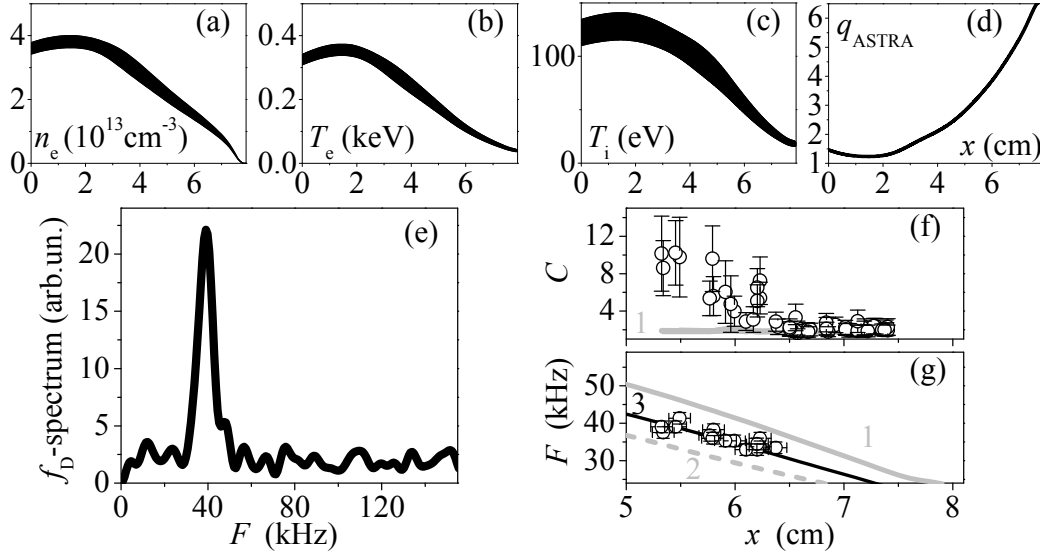 (a) (b) (c) (d)
4 2 0
n_e (10^13 cm^-3)
0 2 4 6
0.4 0.2 0.0
T_e (keV)
0 2 4 6
100 0
T_i (eV)
0 2 4 6
6 5 4 3 2 1
q_ASTRA
x (cm)
0 2 4 6
(e)
f_D-spectrum (arb.un.)
20 15 10 5 0
0 40 80 120
F (kHz)
(f)
C
12 8 4
1
(g)
F (kHz)
50 40 30
3 1 2
5 6 7 8
x (cm)